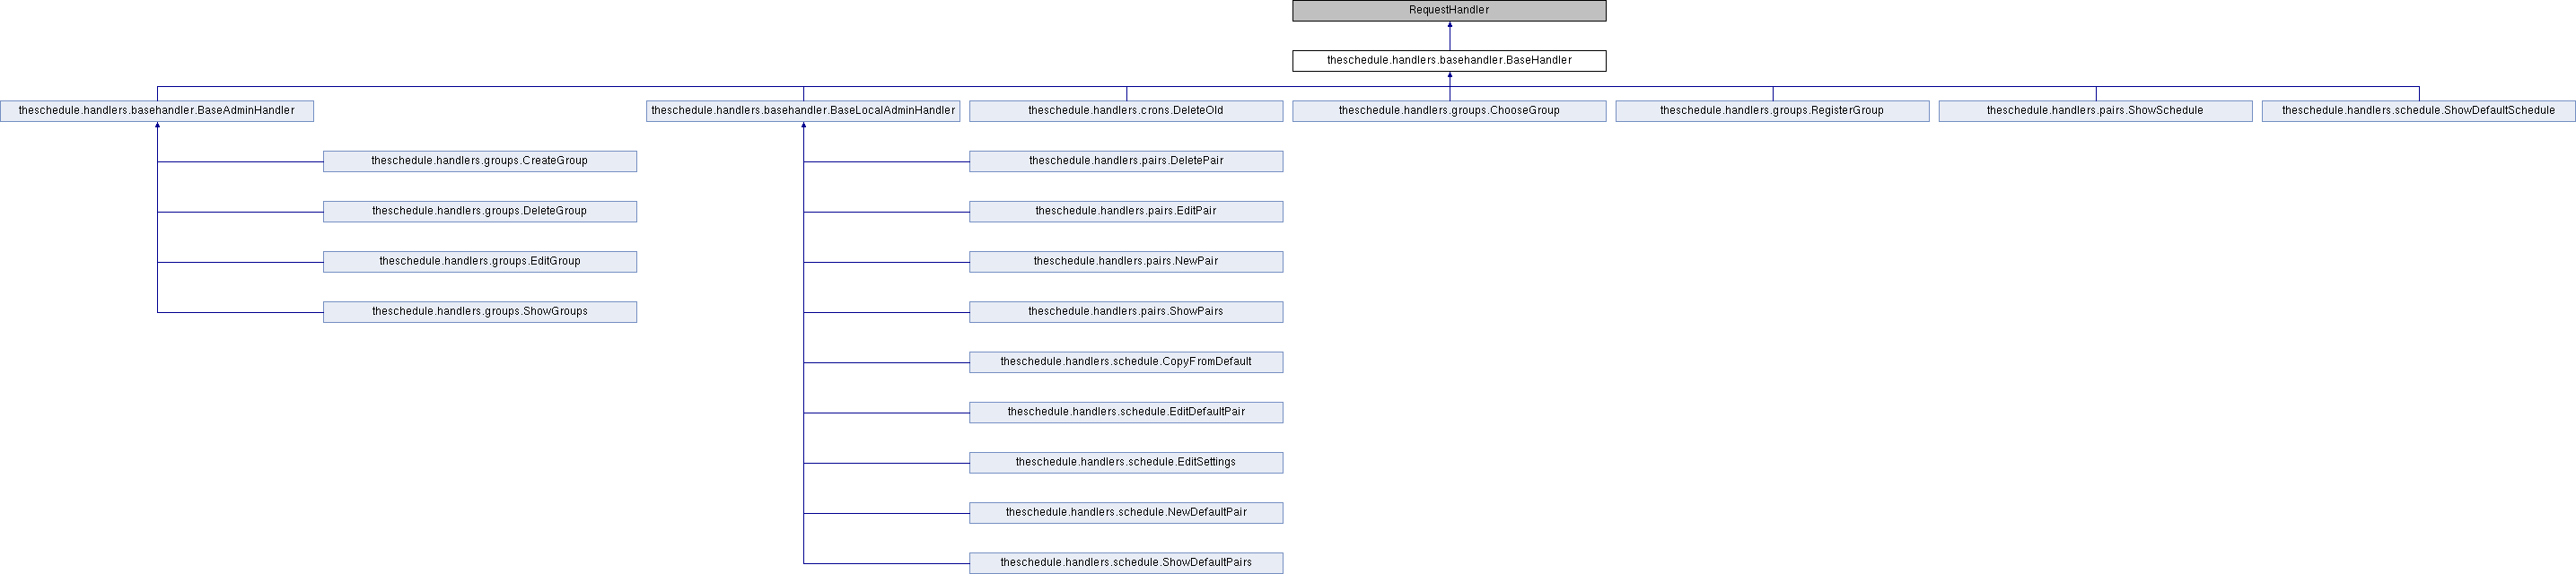 RequestHandler
theschedule.handlers.basehandler.BaseHandler
theschedule.handlers.basehandler.BaseAdminHandler
theschedule.handlers.basehandler.BaseLocalAdminHandler
theschedule.handlers.crons.DeleteOld
theschedule.handlers.groups.ChooseGroup
theschedule.handlers.groups.RegisterGroup
theschedule.handlers.pairs.ShowSchedule
theschedule.handlers.schedule.ShowDefaultSchedule
theschedule.handlers.groups.CreateGroup
theschedule.handlers.groups.DeleteGroup
theschedule.handlers.groups.EditGroup
theschedule.handlers.groups.ShowGroups
theschedule.handlers.pairs.DeletePair
theschedule.handlers.pairs.EditPair
theschedule.handlers.pairs.NewPair
theschedule.handlers.pairs.ShowPairs
theschedule.handlers.schedule.CopyFromDefault
theschedule.handlers.schedule.EditDefaultPair
theschedule.handlers.schedule.EditSettings
theschedule.handlers.schedule.NewDefaultPair
theschedule.handlers.schedule.ShowDefaultPairs